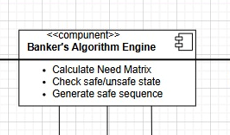 <<cumponent>>
Banker's Algorithm Engine
• Calculate Need Matrix
• Check safe/unsafe state
• Generate safe sequence